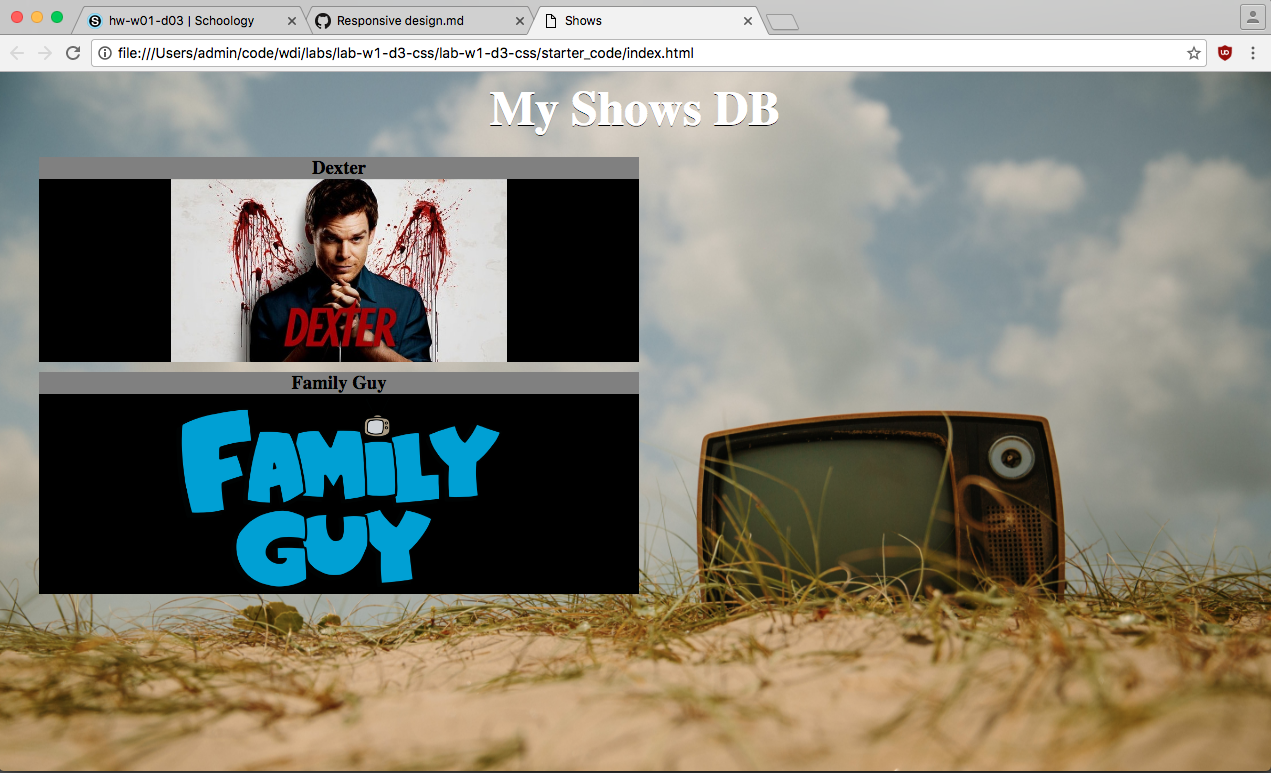 hw-w01-d03 | Schoology
Responsive design.md
Shows
file:///Users/admin/code/wdi/labs/lab-w1-d3-css/lab-w1-d3-css/starter_code/index.html
My Shows DB
Dexter
DEXTER
Family Guy
FAMILY
GUY